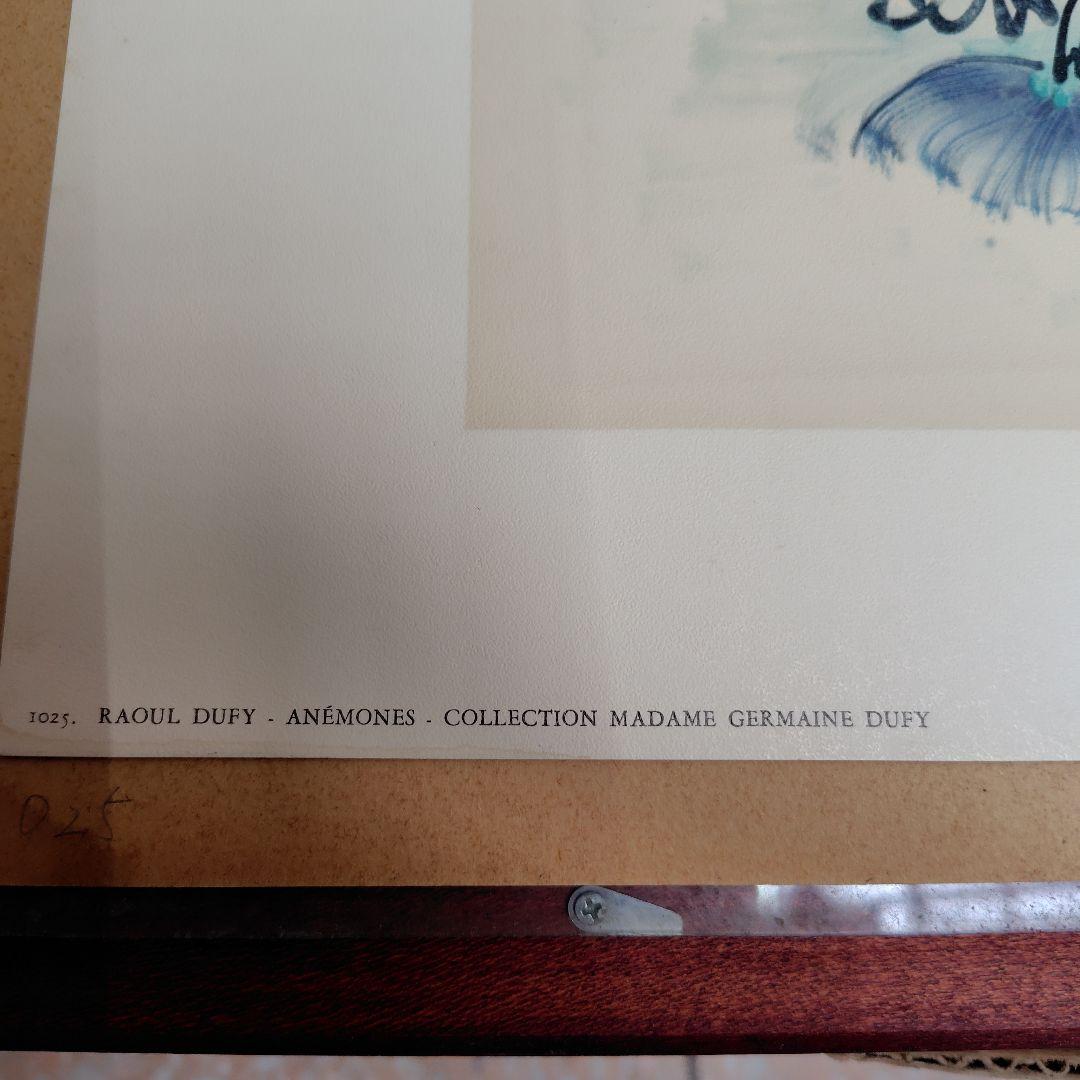 1025. RAOUL DUFY - ANÉMONES - COLLECTION MADAME GERMAINE DUFY
025